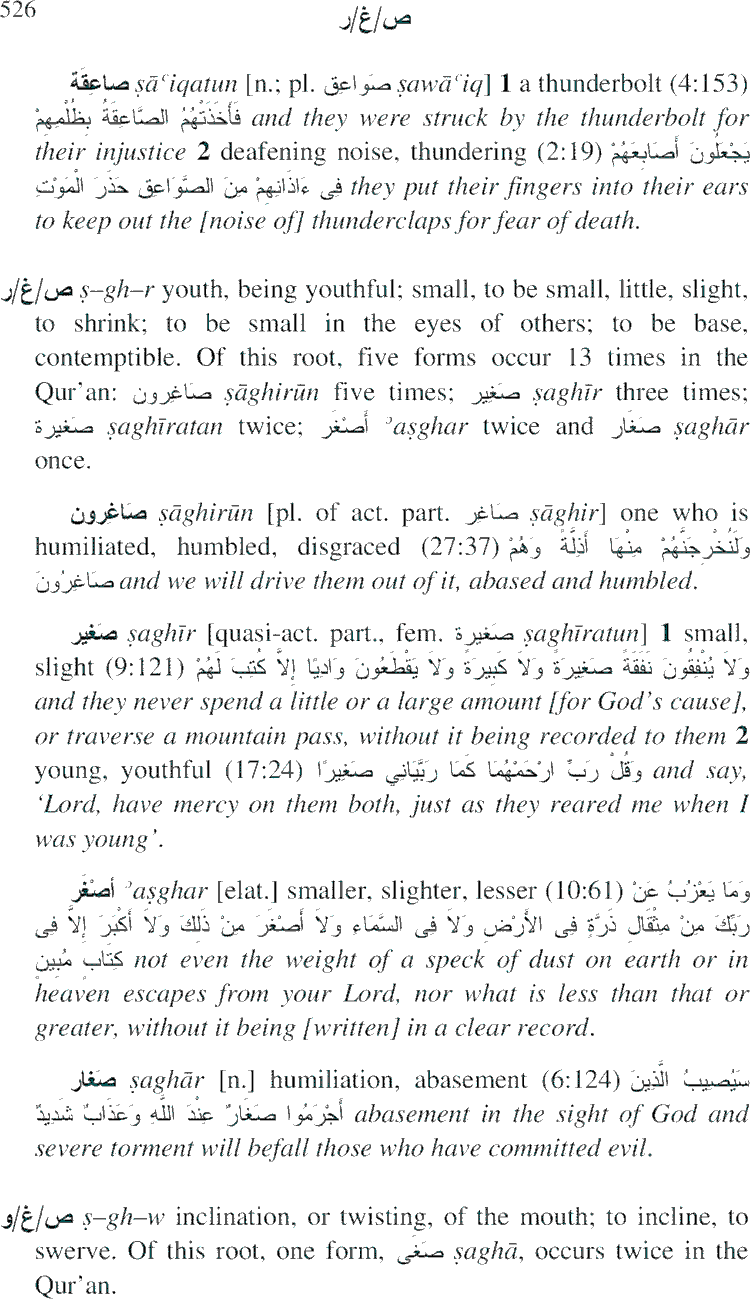 526
ص/غ/ر
صاعِقَة ṣāʿiqatun [n.; pl. صَواعِق ṣawāʿiq] 1 a thunderbolt (4:153)
فَأَخَذَتْهُمُ الصَّاعِقَةُ بِظُلْمِهِمْ and they were struck by the thunderbolt for
their injustice 2 deafening noise, thundering (2:19) يَجْعَلُونَ أَصَابِعَهُمْ
فِى ءَاذَانِهِمْ مِنَ الصَّوَاعِقِ حَذَرَ الْمَوْتِ they put their fingers into their ears
to keep out the [noise of] thunderclaps for fear of death.
ص/غ/ر ṣ–gh–r youth, being youthful; small, to be small, little, slight,
to shrink; to be small in the eyes of others; to be base,
contemptible. Of this root, five forms occur 13 times in the
Qur’an: صَاغِرون ṣāghirūn five times; صَغِير ṣaghīr three times;
صَغيرة ṣaghīratan twice; أَصْغَر ʾaṣghar twice and صَغَار ṣaghār
once.
صَاغِرون ṣāghirūn [pl. of act. part. صَاغِر ṣāghir] one who is
humiliated, humbled, disgraced (27:37) وَلَنُخْرِجَنَّهُمْ مِنْهَا أَذِلَّةً وَهُمْ
صَاغِرُونَ and we will drive them out of it, abased and humbled.
صَغير ṣaghīr [quasi-act. part., fem. صَغيرة ṣaghīratun] 1 small,
slight (9:121) وَلاَ يُنْفِقُونَ نَفَقَةً صَغِيرَةً وَلاَ كَبِيرَةً وَلاَ يَقْطَعُونَ وَادِيًا إِلاَّ كُتِبَ لَهُمْ
and they never spend a little or a large amount [for God’s cause],
or traverse a mountain pass, without it being recorded to them 2
young, youthful (17:24) وَقُلْ رَبِّ ارْحَمْهُمَا كَمَا رَبَّيَانِي صَغِيرًا and say,
‘Lord, have mercy on them both, just as they reared me when I
was young’.
أَصْغَر ʾaṣghar [elat.] smaller, slighter, lesser (10:61) وَمَا يَعْزُبُ عَنْ
رَبِّكَ مِنْ مِثْقَالِ ذَرَّةٍ فِى الأَرْضِ وَلاَ فِى السَّمَاءِ وَلاَ أَصْغَرَ مِنْ ذَلِكَ وَلاَ أَكْبَرَ إِلاَّ فِى
كِتَابٍ مُبِينٍ not even the weight of a speck of dust on earth or in
heaven escapes from your Lord, nor what is less than that or
greater, without it being [written] in a clear record.
صَغار ṣaghār [n.] humiliation, abasement (6:124) سَيُصِيبُ الَّذِينَ
أَجْرَمُوا صَغَارٌ عِنْدَ اللَّهِ وَعَذَابٌ شَدِيدٌ abasement in the sight of God and
severe torment will befall those who have committed evil.
ص/غ/و ṣ–gh–w inclination, or twisting, of the mouth; to incline, to
swerve. Of this root, one form, صَغَى ṣaghā, occurs twice in the
Qur’an.